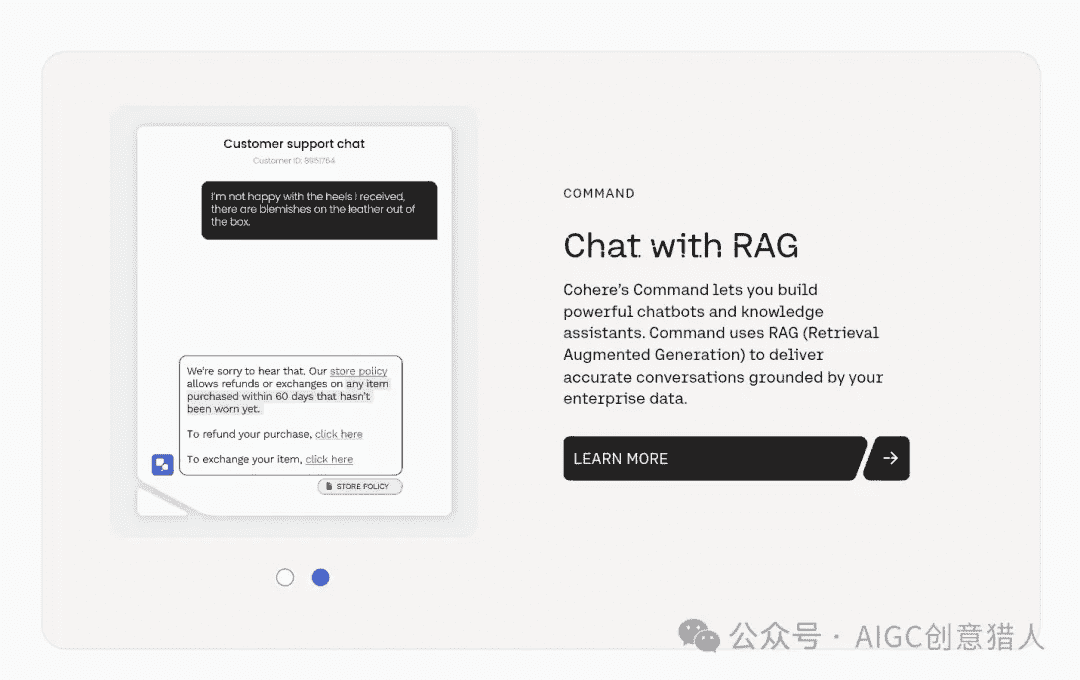 Customer support chat
Customer ID: 8951764
I'm not happy with the heels I received,
there are blemishes on the leather out of
the box.
We're sorry to hear that. Our store policy
allows refunds or exchanges on any item
purchased within 60 days that hasn't
been worn yet.
To refund your purchase, click here
To exchange your item, click here
STORE POLICY
COMMAND
Chat with RAG
Cohere's Command lets you build
powerful chatbots and knowledge
assistants. Command uses RAG (Retrieval
Augmented Generation) to deliver
accurate conversations grounded by your
enterprise data.
LEARN MORE
公众号 · AIGC创意猎人